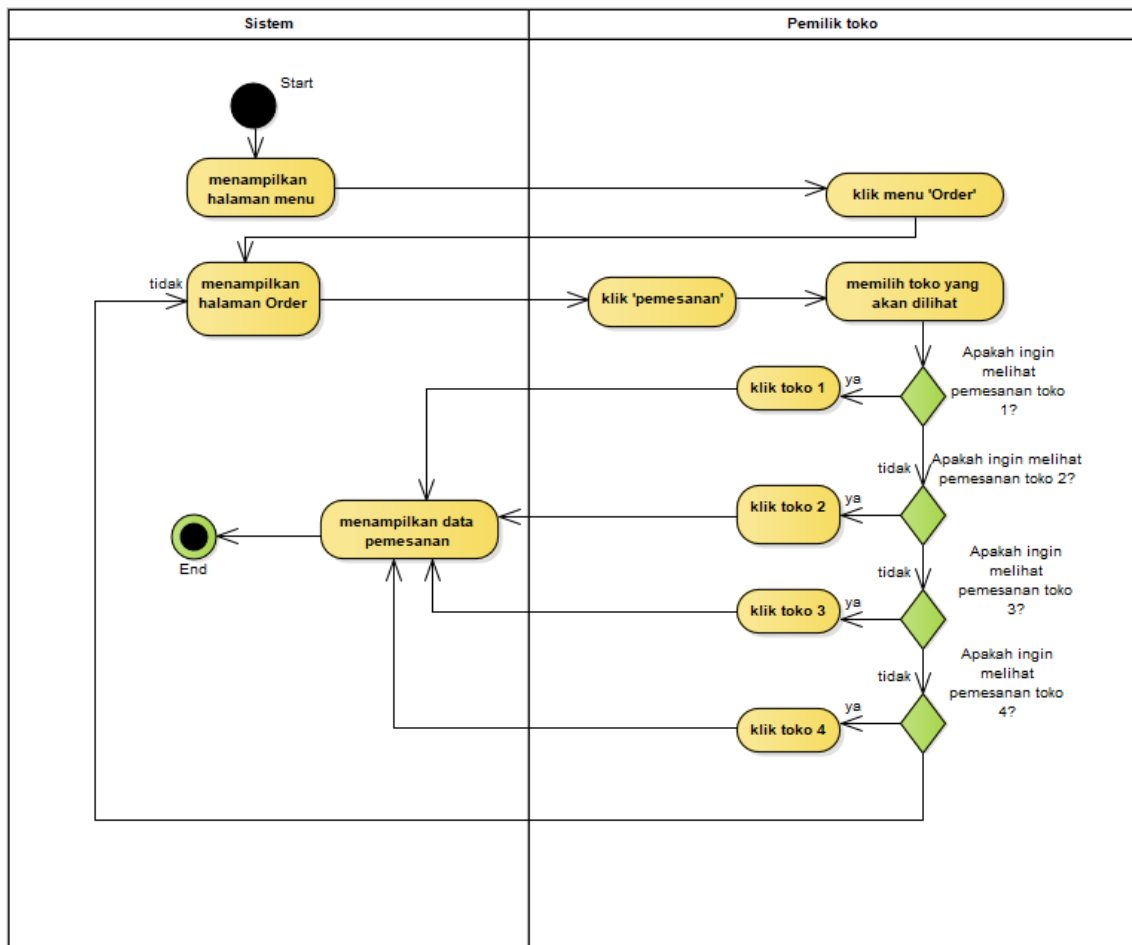 Sistem
Pemilik toko
Start
menampilkan
halaman menu
klik menu 'Order'
tidak
menampilkan
halaman Order
klik 'pemesanan'
memilih toko yang
akan dilihat
Apakah ingin
melihat
pemesanan toko
1?
ya
klik toko 1
tidak
Apakah ingin melihat
pemesanan toko 2?
ya
klik toko 2
menampilkan data
pemesanan
End
tidak
Apakah ingin
melihat
pemesanan toko
3?
ya
klik toko 3
tidak
Apakah ingin
melihat
pemesanan toko
4?
ya
klik toko 4